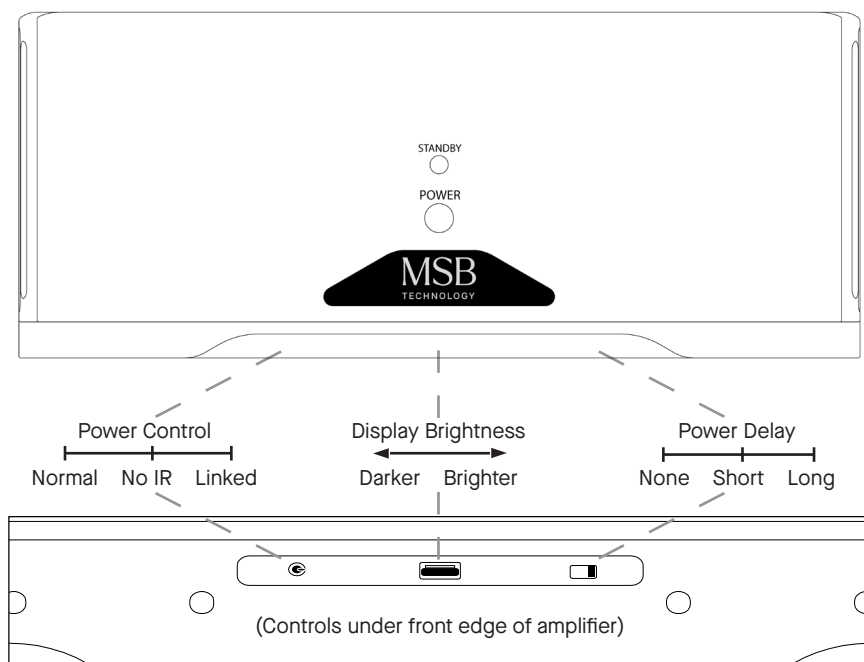 STANDBY
POWER
MSB
TECHNOLOGY
Power Control
Normal No IR Linked
Display Brightness
Darker Brighter
Power Delay
None Short Long
(Controls under front edge of amplifier)